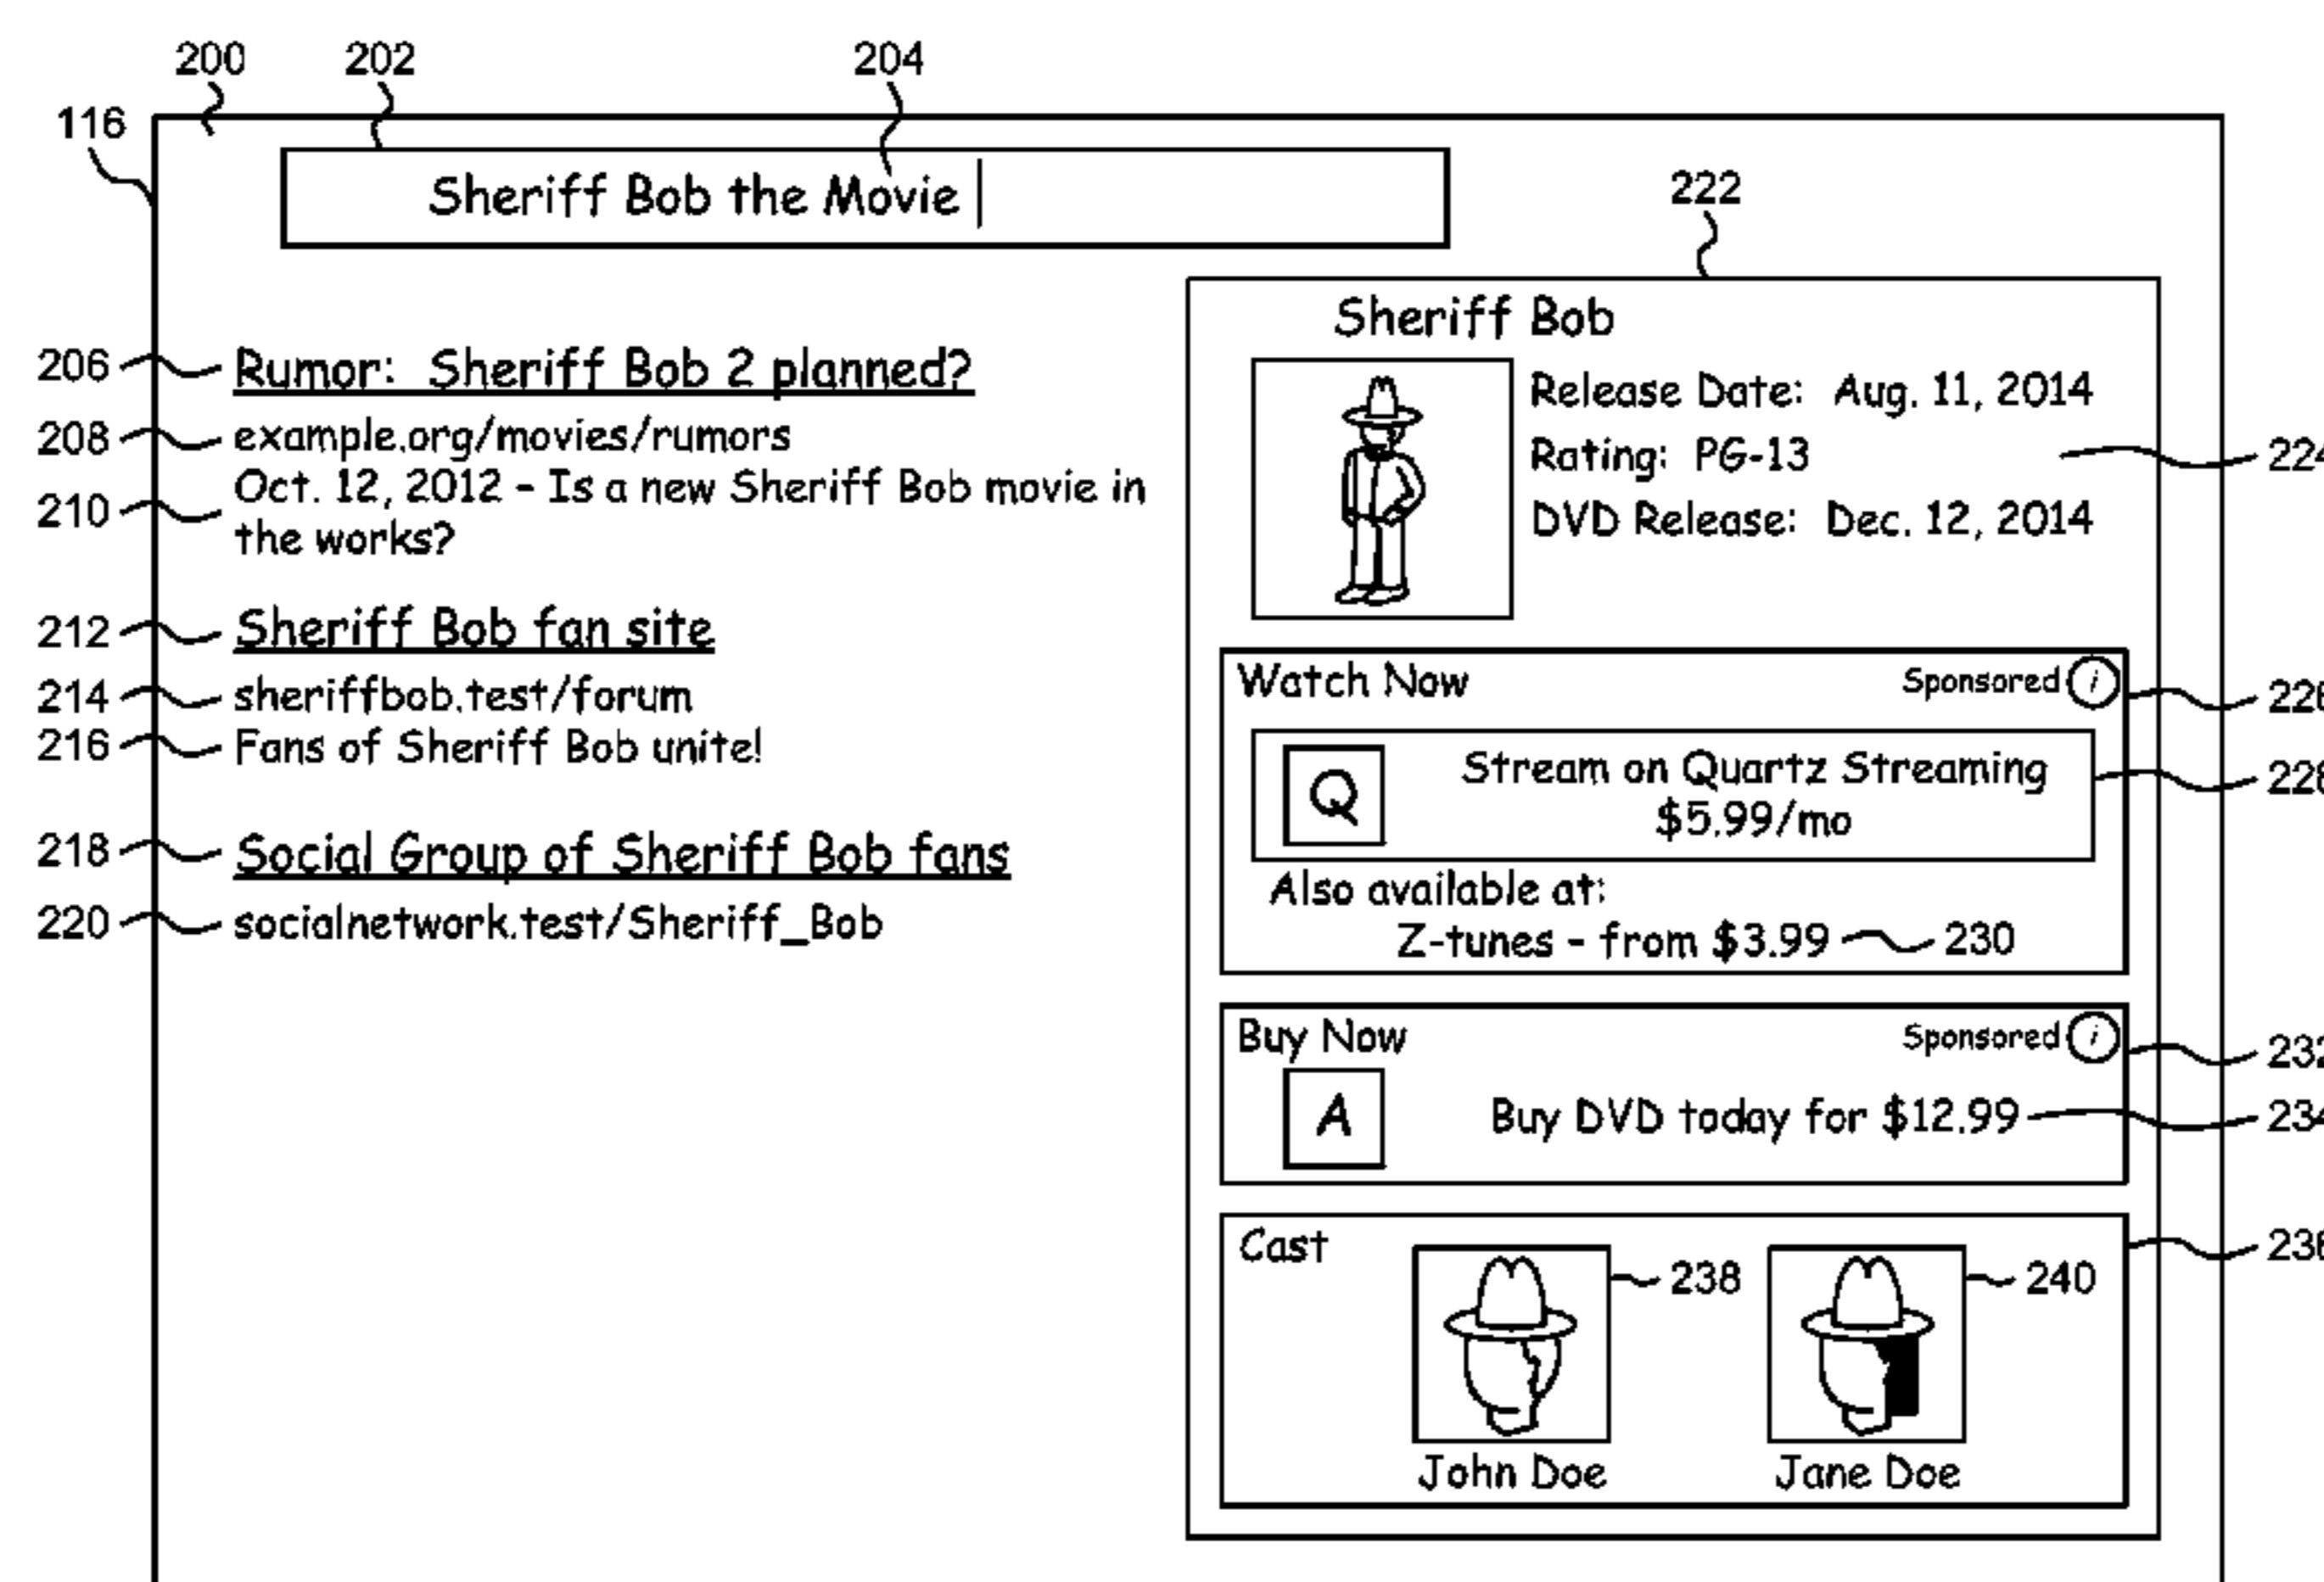 200 202 204
116
Sheriff Bob the Movie
222
206 Rumor: Sheriff Bob 2 planned?
208 example.org/movies/rumors
210 Oct. 12, 2012 - Is a new Sheriff Bob movie in
the works?
212 Sheriff Bob fan site
214 sheriffbob.test/forum
216 Fans of Sheriff Bob unite!
218 Social Group of Sheriff Bob fans
220 socialnetwork.test/Sheriff_Bob
Sheriff Bob
Release Date: Aug. 11, 2014
Rating: PG-13 224
DVD Release: Dec. 12, 2014
Watch Now Sponsored i
Q Stream on Quartz Streaming
$5.99/mo
Also available at:
Z-tunes - from $3.99 230
Buy Now Sponsored i 232
A Buy DVD today for $12.99 234
Cast
238 240
John Doe Jane Doe